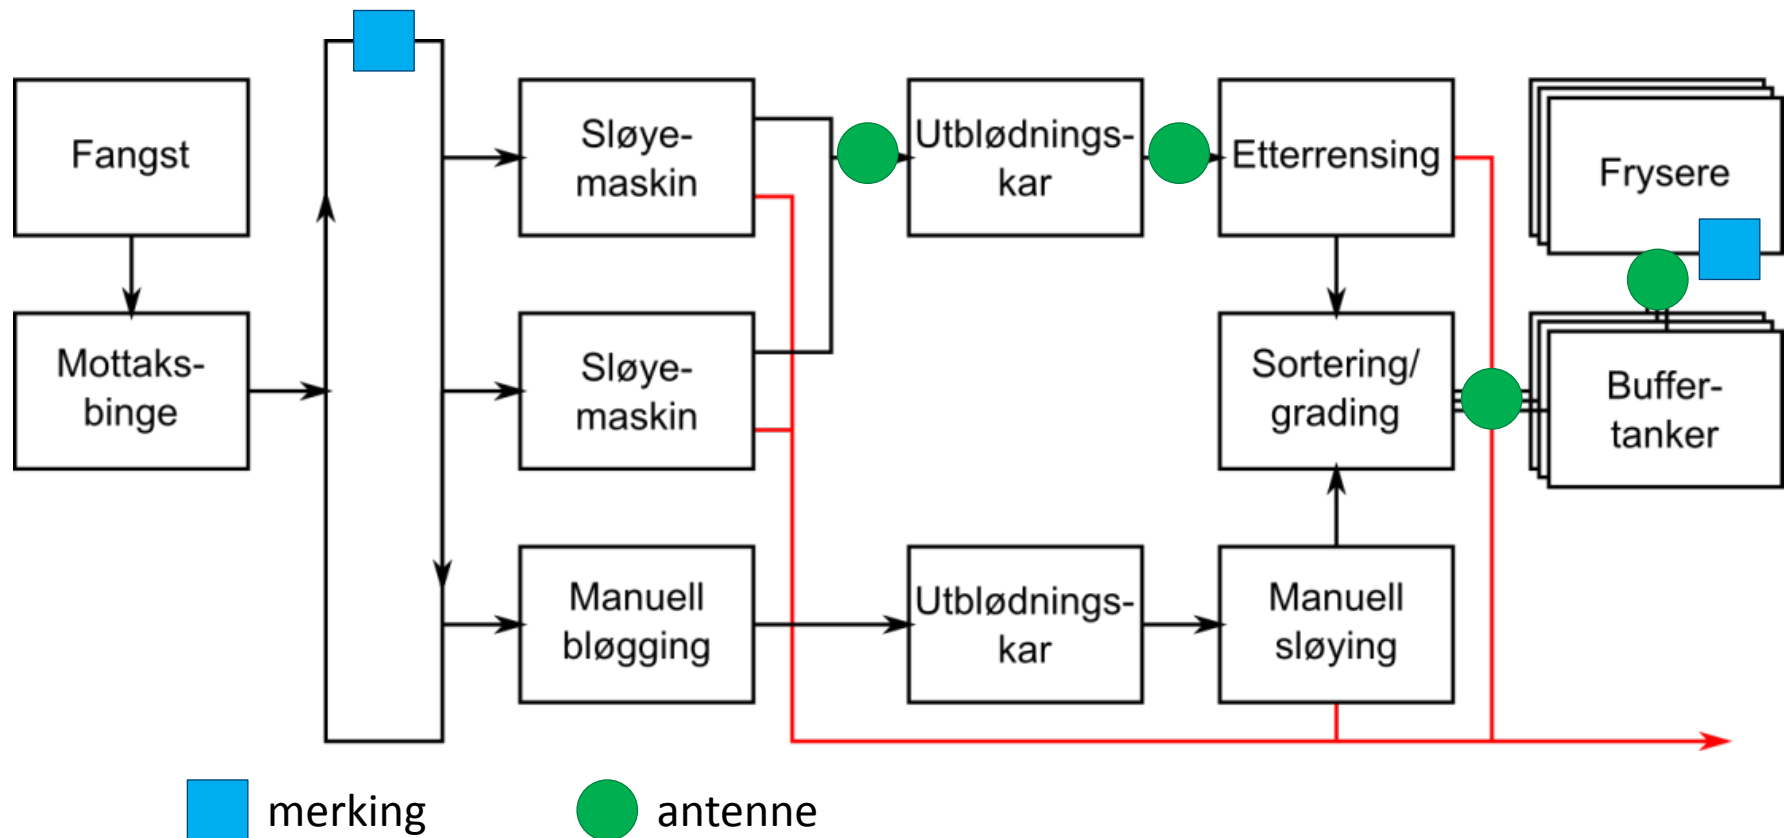 Fangst
Sløye-
maskin
Utblødnings-
kar
Etterrensing
Frysere
Mottaks-
binge
Sløye-
maskin
Sortering/
grading
Buffer-
tanker
Manuell
bløgging
Utblødnings-
kar
Manuell
sløying
merking
antenne